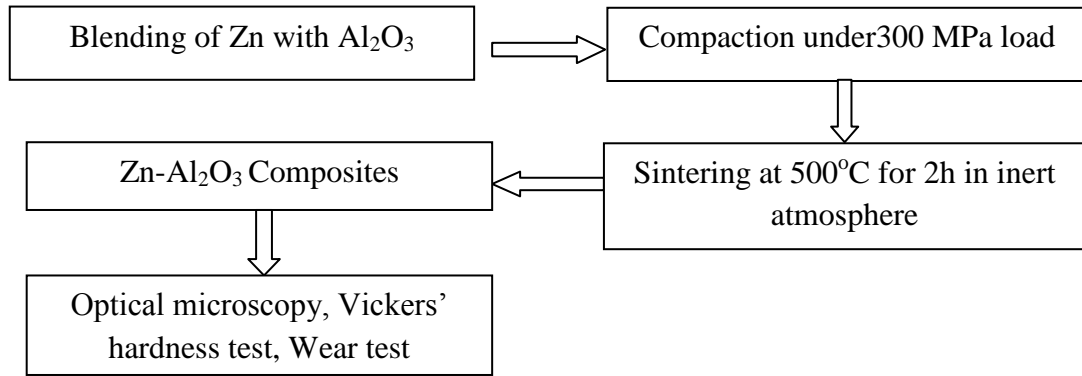 Blending of Zn with Al₂O₃
Compaction under300 MPa load
Sintering at 500°C for 2h in inert
atmosphere
Zn-Al₂O₃ Composites
Optical microscopy, Vickers’
hardness test, Wear test